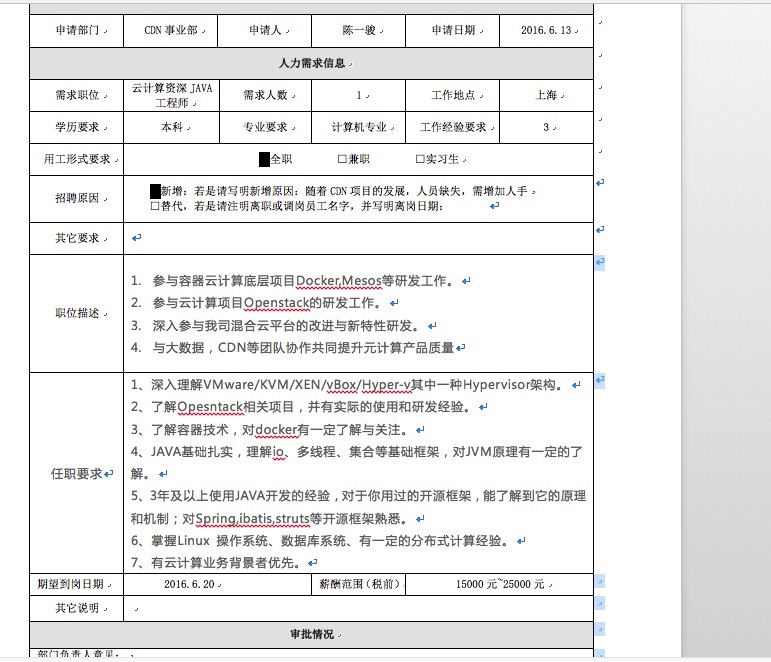 申请部门 CDN 事业部 申请人 陈一骏 申请日期 2016.6.13
人力需求信息
需求职位 云计算资深 JAVA 工程师 需求人数 1 工作地点 上海
学历要求 本科 专业要求 计算机专业 工作经验要求 3
用工形式要求 全职 □兼职 □实习生
招聘原因
新增：若是请写明新增原因：随着 CDN 项目的发展，人员缺失，需增加人手
□替代，若是请注明离职或调岗员工名字，并写明离岗日期：
其它要求
职位描述
1. 参与容器云计算底层项目Docker,Mesos等研发工作。
2. 参与云计算项目Openstack的研发工作。
3. 深入参与我司混合云平台的改进与新特性研发。
4. 与大数据，CDN等团队协作共同提升元计算产品质量
任职要求
1、深入理解VMware/KVM/XEN/vBox/Hyper-v其中一种Hypervisor架构。
2、了解Opesntack相关项目，并有实际的使用和研发经验。
3、了解容器技术，对docker有一定了解与关注。
4、JAVA基础扎实，理解io、多线程、集合等基础框架，对JVM原理有一定的了
解。
5、3年及以上使用JAVA开发的经验，对于你用过的开源框架，能了解到它的原理
和机制；对Spring,ibatis,struts等开源框架熟悉。
6、掌握Linux 操作系统、数据库系统、有一定的分布式计算经验。
7、有云计算业务背景者优先。
期望到岗日期 2016.6.20 薪酬范围（税前） 15000 元~25000 元
其它说明
审批情况
部门负责人意见：